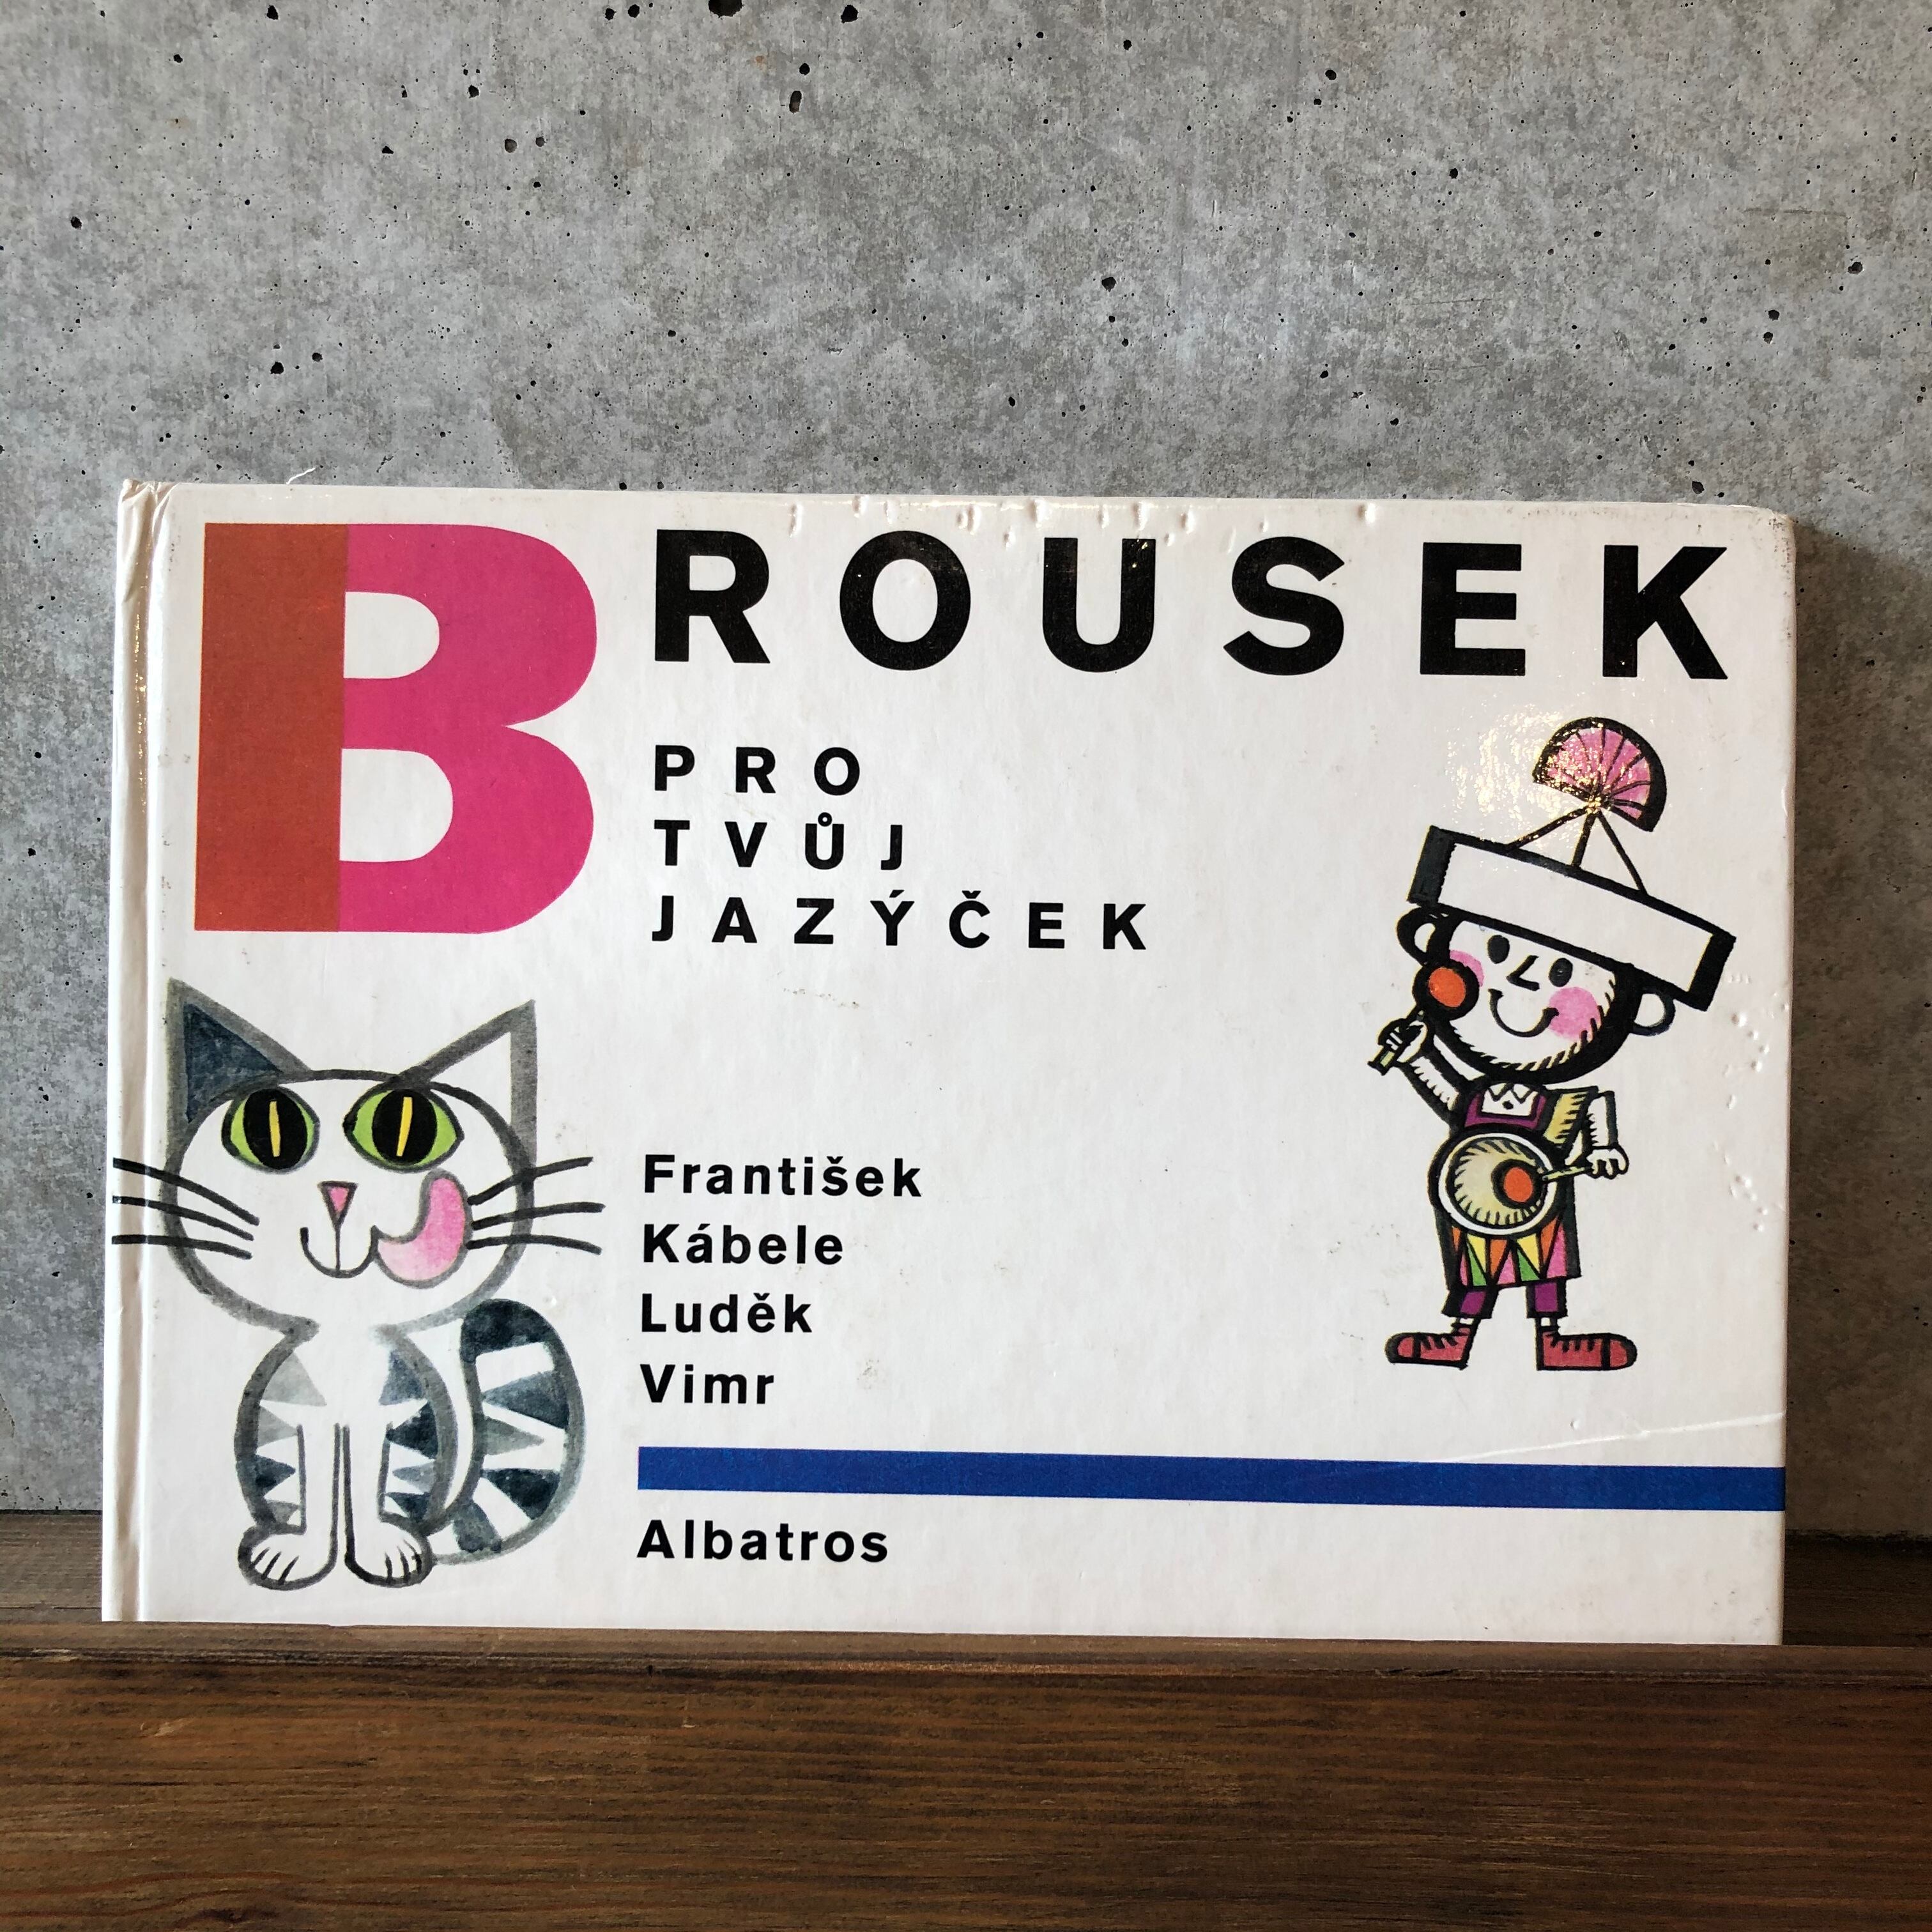 BROUSEK
PRO
TVŮJ
JAZÝČEK
František
Kábele
Luděk
Vimr
Albatros